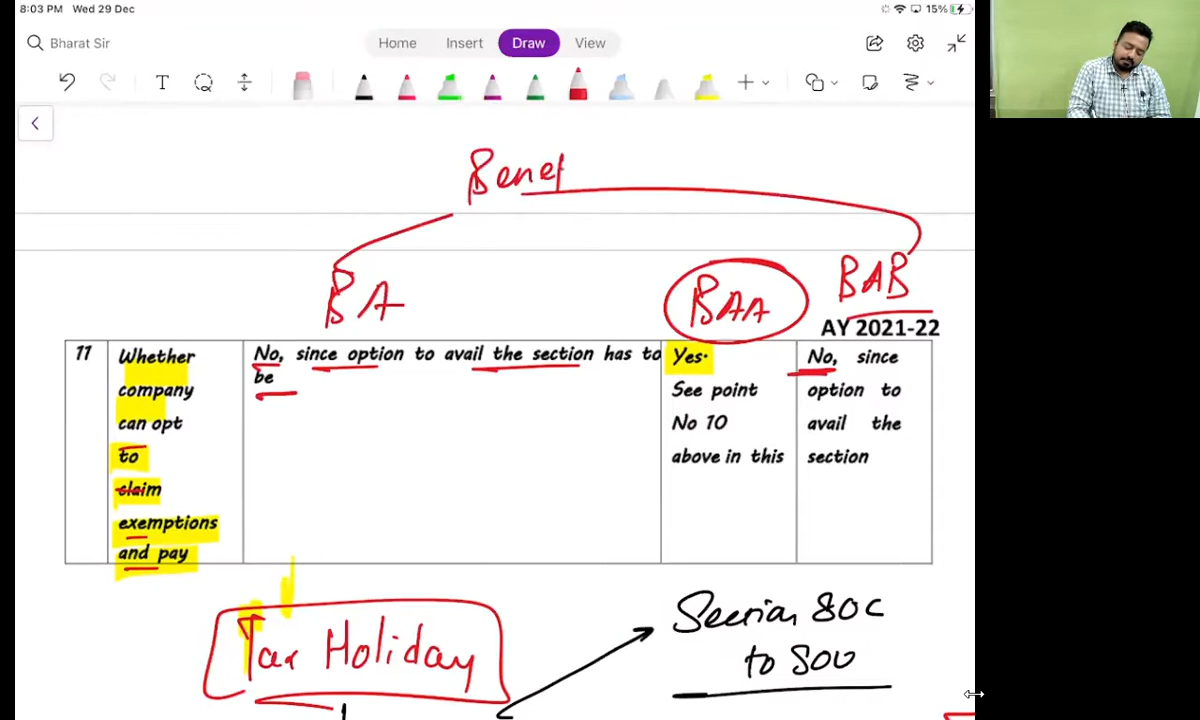 8:03 PM Wed 29 Dec
15%
Bharat Sir
Home Insert Draw View
T
Benef
BA BAA BAB
AY 2021-22
11
Whether
company
can opt
to
claim
exemptions
and pay
No, since option to avail the section has to
be
Yes.
See point
No 10
above in this
No, since
option to
avail the
section
Tax Holiday
Section 80C
to 80U